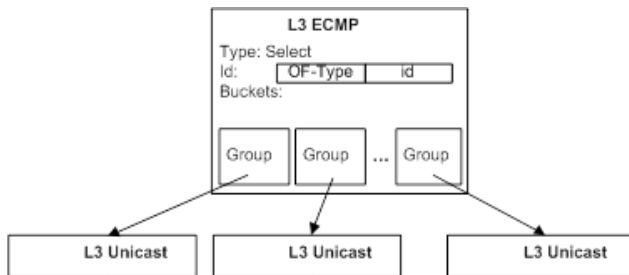 L3 ECMP
Type: Select
Id: OF-Type id
Buckets:
Group Group ... Group
L3 Unicast L3 Unicast L3 Unicast